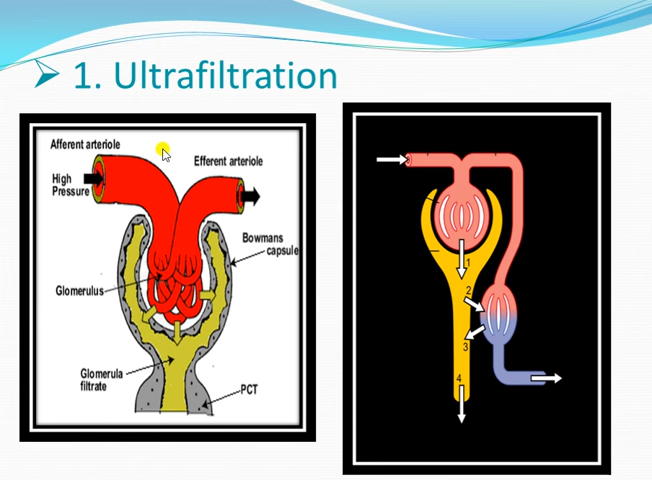 1. Ultrafiltration
Afferent arteriole
Efferent arteriole
High
Pressure
Bowmans
capsule
Glomerulus
Glomerula
filtrate
PCT
1
2
3
4